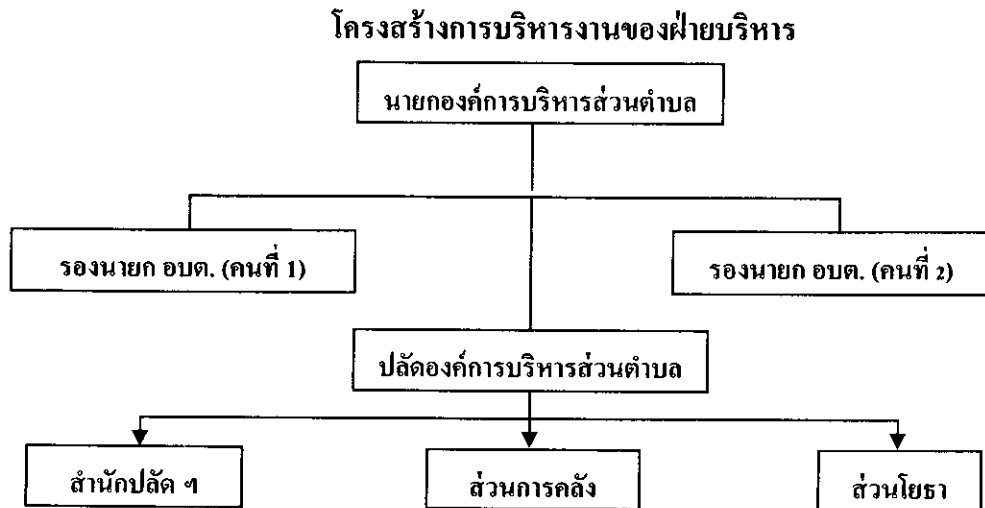 โครงสร้างการบริหารงานของฝ่ายบริหาร
นายกองค์การบริหารส่วนตำบล
รองนายก อบต. (คนที่ 1)
รองนายก อบต. (คนที่ 2)
ปลัดองค์การบริหารส่วนตำบล
สำนักปลัด ฯ
ส่วนการคลัง
ส่วนโยธา